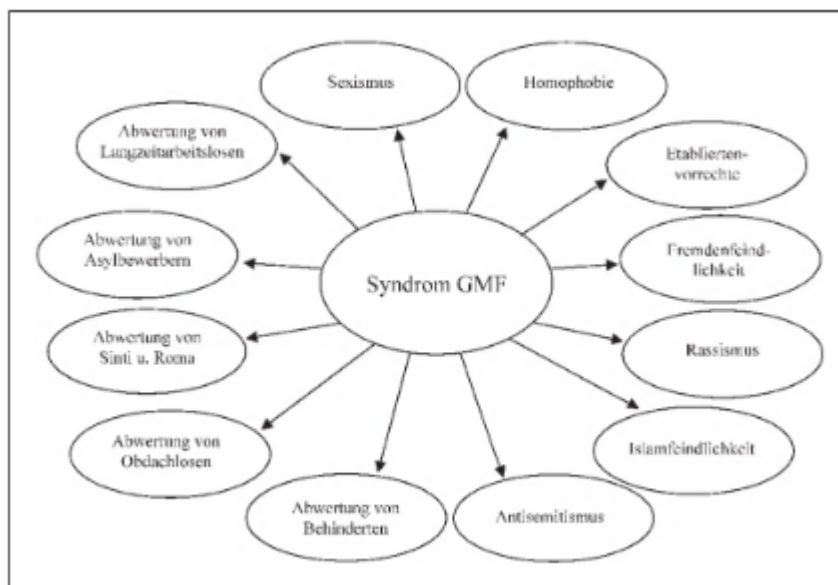 Sexismus
Homophobie
Abwertung von
Langzeitarbeitslosen
Etablierten-
vorrechte
Abwertung von
Asylbewerbern
Fremdenfeind-
lichkeit
Syndrom GMF
Abwertung von
Sinti u. Roma
Rassismus
Abwertung von
Obdachlosen
Islamfeindlichkeit
Abwertung von
Behinderten
Antisemitismus